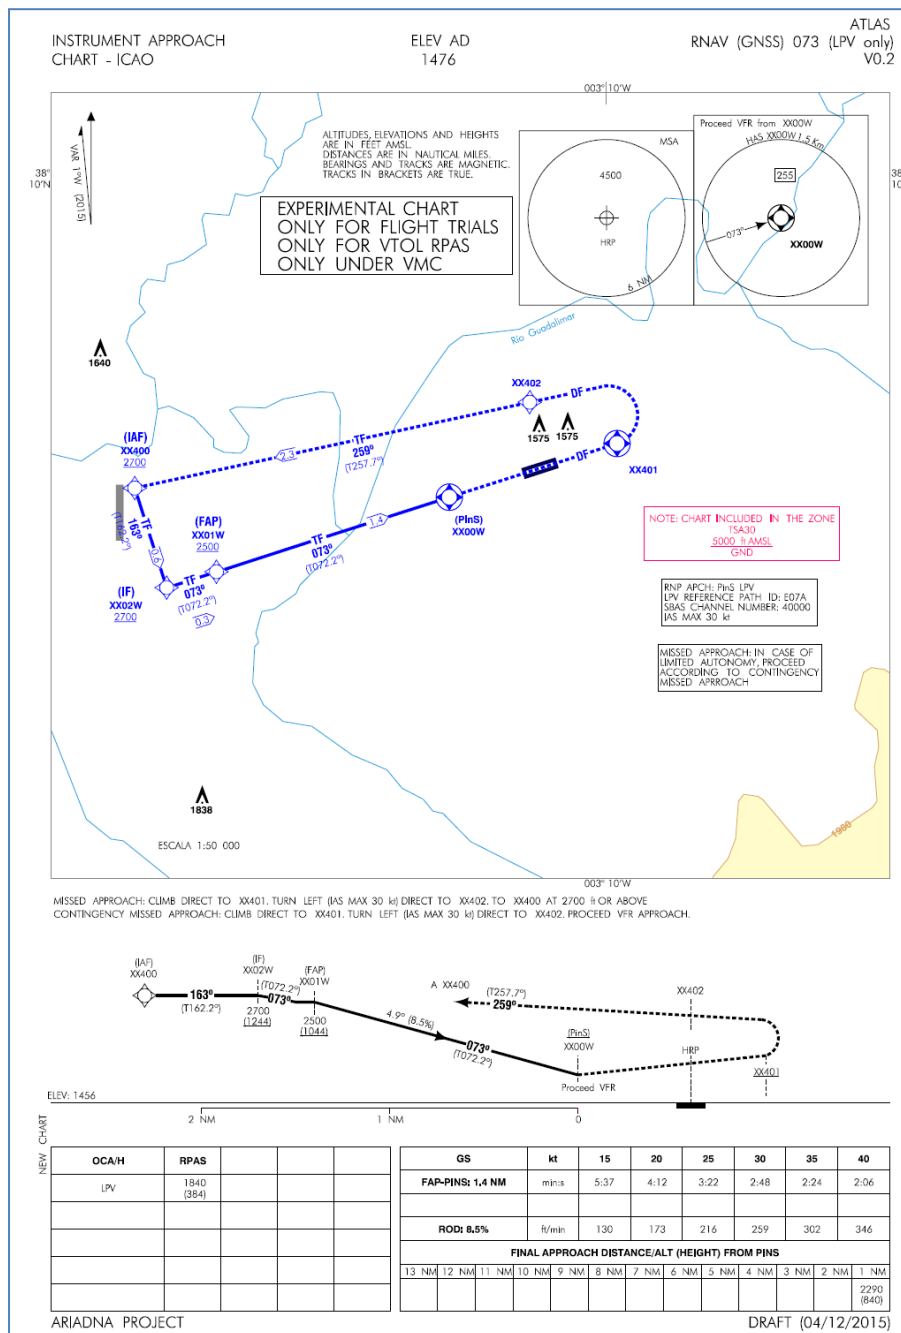 INSTRUMENT APPROACH
CHART - ICAO
ELEV AD
1476
ATLAS
RNAV (GNSS) 073 (LPV only)
V0.2
003° 10'W
VAR 1°W (2015)
38°
10'N
38°
10'N
ALTITUDES, ELEVATIONS AND HEIGHTS
ARE IN FEET AMSL.
DISTANCES ARE IN NAUTICAL MILES.
BEARINGS AND TRACKS ARE MAGNETIC.
TRACKS IN BRACKETS ARE TRUE.
EXPERIMENTAL CHART
ONLY FOR FLIGHT TRIALS
ONLY FOR VTOL RPAS
ONLY UNDER VMC
MSA
4500
HRP
6 NM
Proceed VFR from XX00W
HAS XX00W 1.5 Km
255
073°
XX00W
Rio Guadalimar
1640
XX402
DF
1575
1575
(IAF)
XX400
2700
2.3
TF
259°
(T257.7°)
DF
XX401
TF
163°
(T162.2°)
0.6
(FAP)
XX01W
2500
1.4
(PInS)
XX00W
TF
073°
(T072.2°)
(IF)
XX02W
2700
TF
073°
(T072.2°)
0.3
NOTE: CHART INCLUDED IN THE ZONE
TSA30
5000 ft AMSL
GND
RNP APCH: PinS LPV
LPV REFERENCE PATH ID: E07A
SBAS CHANNEL NUMBER: 40000
IAS MAX 30 kt
MISSED APPROACH: IN CASE OF
LIMITED AUTONOMY, PROCEED
ACCORDING TO CONTINGENCY
MISSED APRROACH
1838
1900
ESCALA 1:50 000
003° 10'W
MISSED APPROACH: CLIMB DIRECT TO XX401. TURN LEFT (IAS MAX 30 kt) DIRECT TO XX402. TO XX400 AT 2700 ft OR ABOVE
CONTINGENCY MISSED APPROACH: CLIMB DIRECT TO XX401. TURN LEFT (IAS MAX 30 kt) DIRECT TO XX402. PROCEED VFR APPROACH.
(IAF)
XX400
(IF)
XX02W
(FAP)
XX01W
163°
(T162.2°)
(T072.2°)
073°
2700
(1244)
2500
(1044)
4.9° (8.5%)
073°
(T072.2°)
A XX400
(T257.7°)
259°
XX402
(PinS)
XX00W
HRP
XX401
Proceed VFR
ELEV: 1456
2 NM 1 NM 0
NEW CHART
OCA/H RPAS
LPV 1840
(384)
GS kt 15 20 25 30 35 40
FAP-PINS: 1,4 NM min:s 5:37 4:12 3:22 2:48 2:24 2:06
ROD: 8.5% ft/min 130 173 216 259 302 346
FINAL APPROACH DISTANCE/ALT (HEIGHT) FROM PINS
13 NM 12 NM 11 NM 10 NM 9 NM 8 NM 7 NM 6 NM 5 NM 4 NM 3 NM 2 NM 1 NM
2290
(840)
ARIADNA PROJECT
DRAFT (04/12/2015)